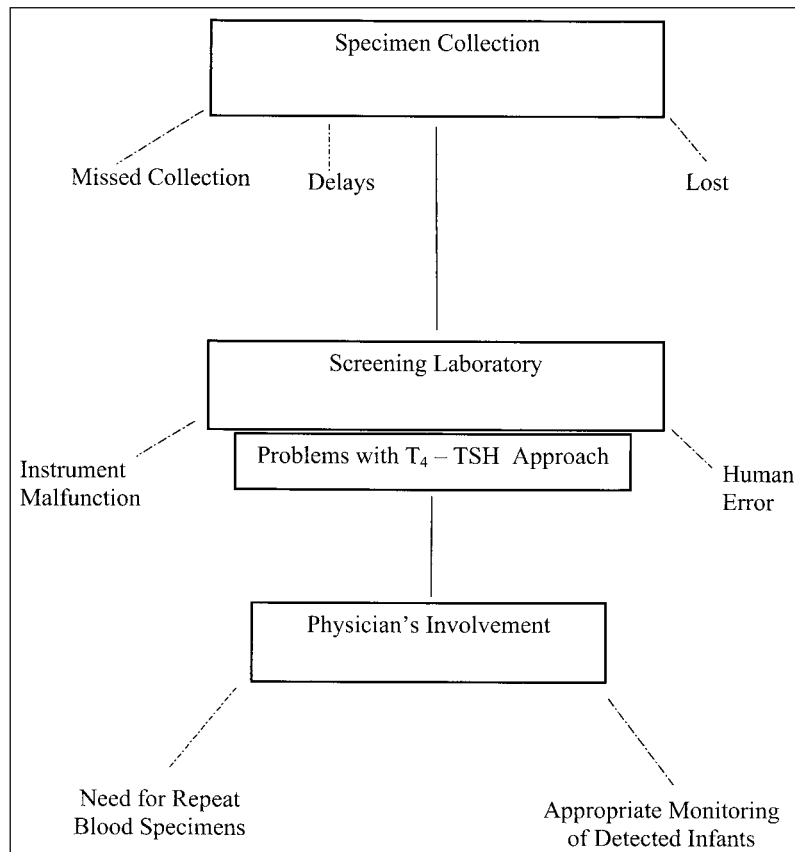 Specimen Collection
Missed Collection
Delays
Lost
Screening Laboratory
Problems with T₄ – TSH Approach
Instrument
Malfunction
Human
Error
Physician's Involvement
Need for Repeat
Blood Specimens
Appropriate Monitoring
of Detected Infants